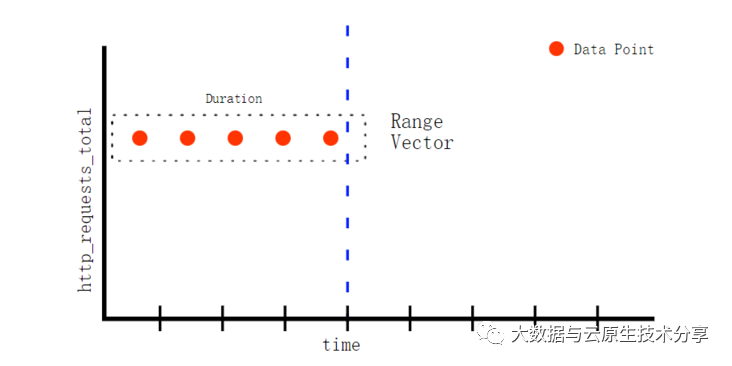 Data Point
Duration
Range
Vector
http_requests_total
大数据与云原生技术分享
time